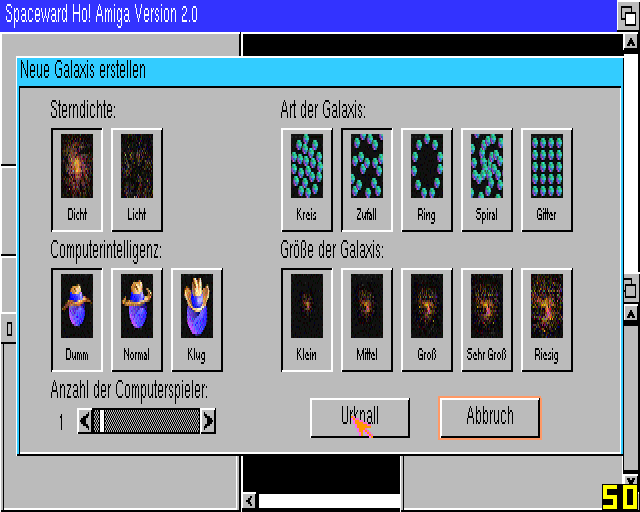 Spaceward Ho! Amiga Version 2.0
Neue Galaxis erstellen
Sterndichte:
Art der Galaxis:
Dicht Licht
Kreis Zufall Ring Spiral Gitter
Computerintelligenz:
Größe der Galaxis:
Dumm Normal Klug
Klein Mittel Groß Sehr Groß Riesig
Anzahl der Computerspieler:
1
Urknall Abbruch
50